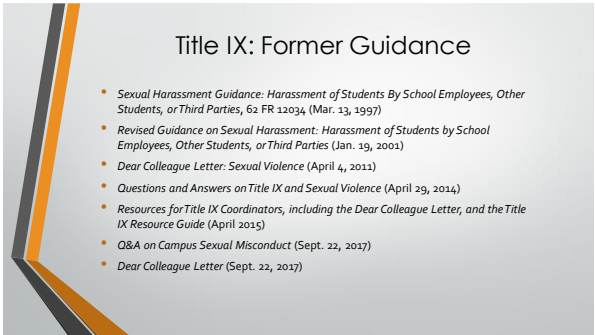 Title IX: Former Guidance
• Sexual Harassment Guidance: Harassment of Students By School Employees, Other
Students, or Third Parties, 62 FR 12034 (Mar. 13, 1997)
• Revised Guidance on Sexual Harassment: Harassment of Students by School
Employees, Other Students, or Third Parties (Jan. 19, 2001)
• Dear Colleague Letter: Sexual Violence (April 4, 2011)
• Questions and Answers on Title IX and Sexual Violence (April 29, 2014)
• Resources for Title IX Coordinators, including the Dear Colleague Letter, and the Title
IX Resource Guide (April 2015)
• Q&A on Campus Sexual Misconduct (Sept. 22, 2017)
• Dear Colleague Letter (Sept. 22, 2017)